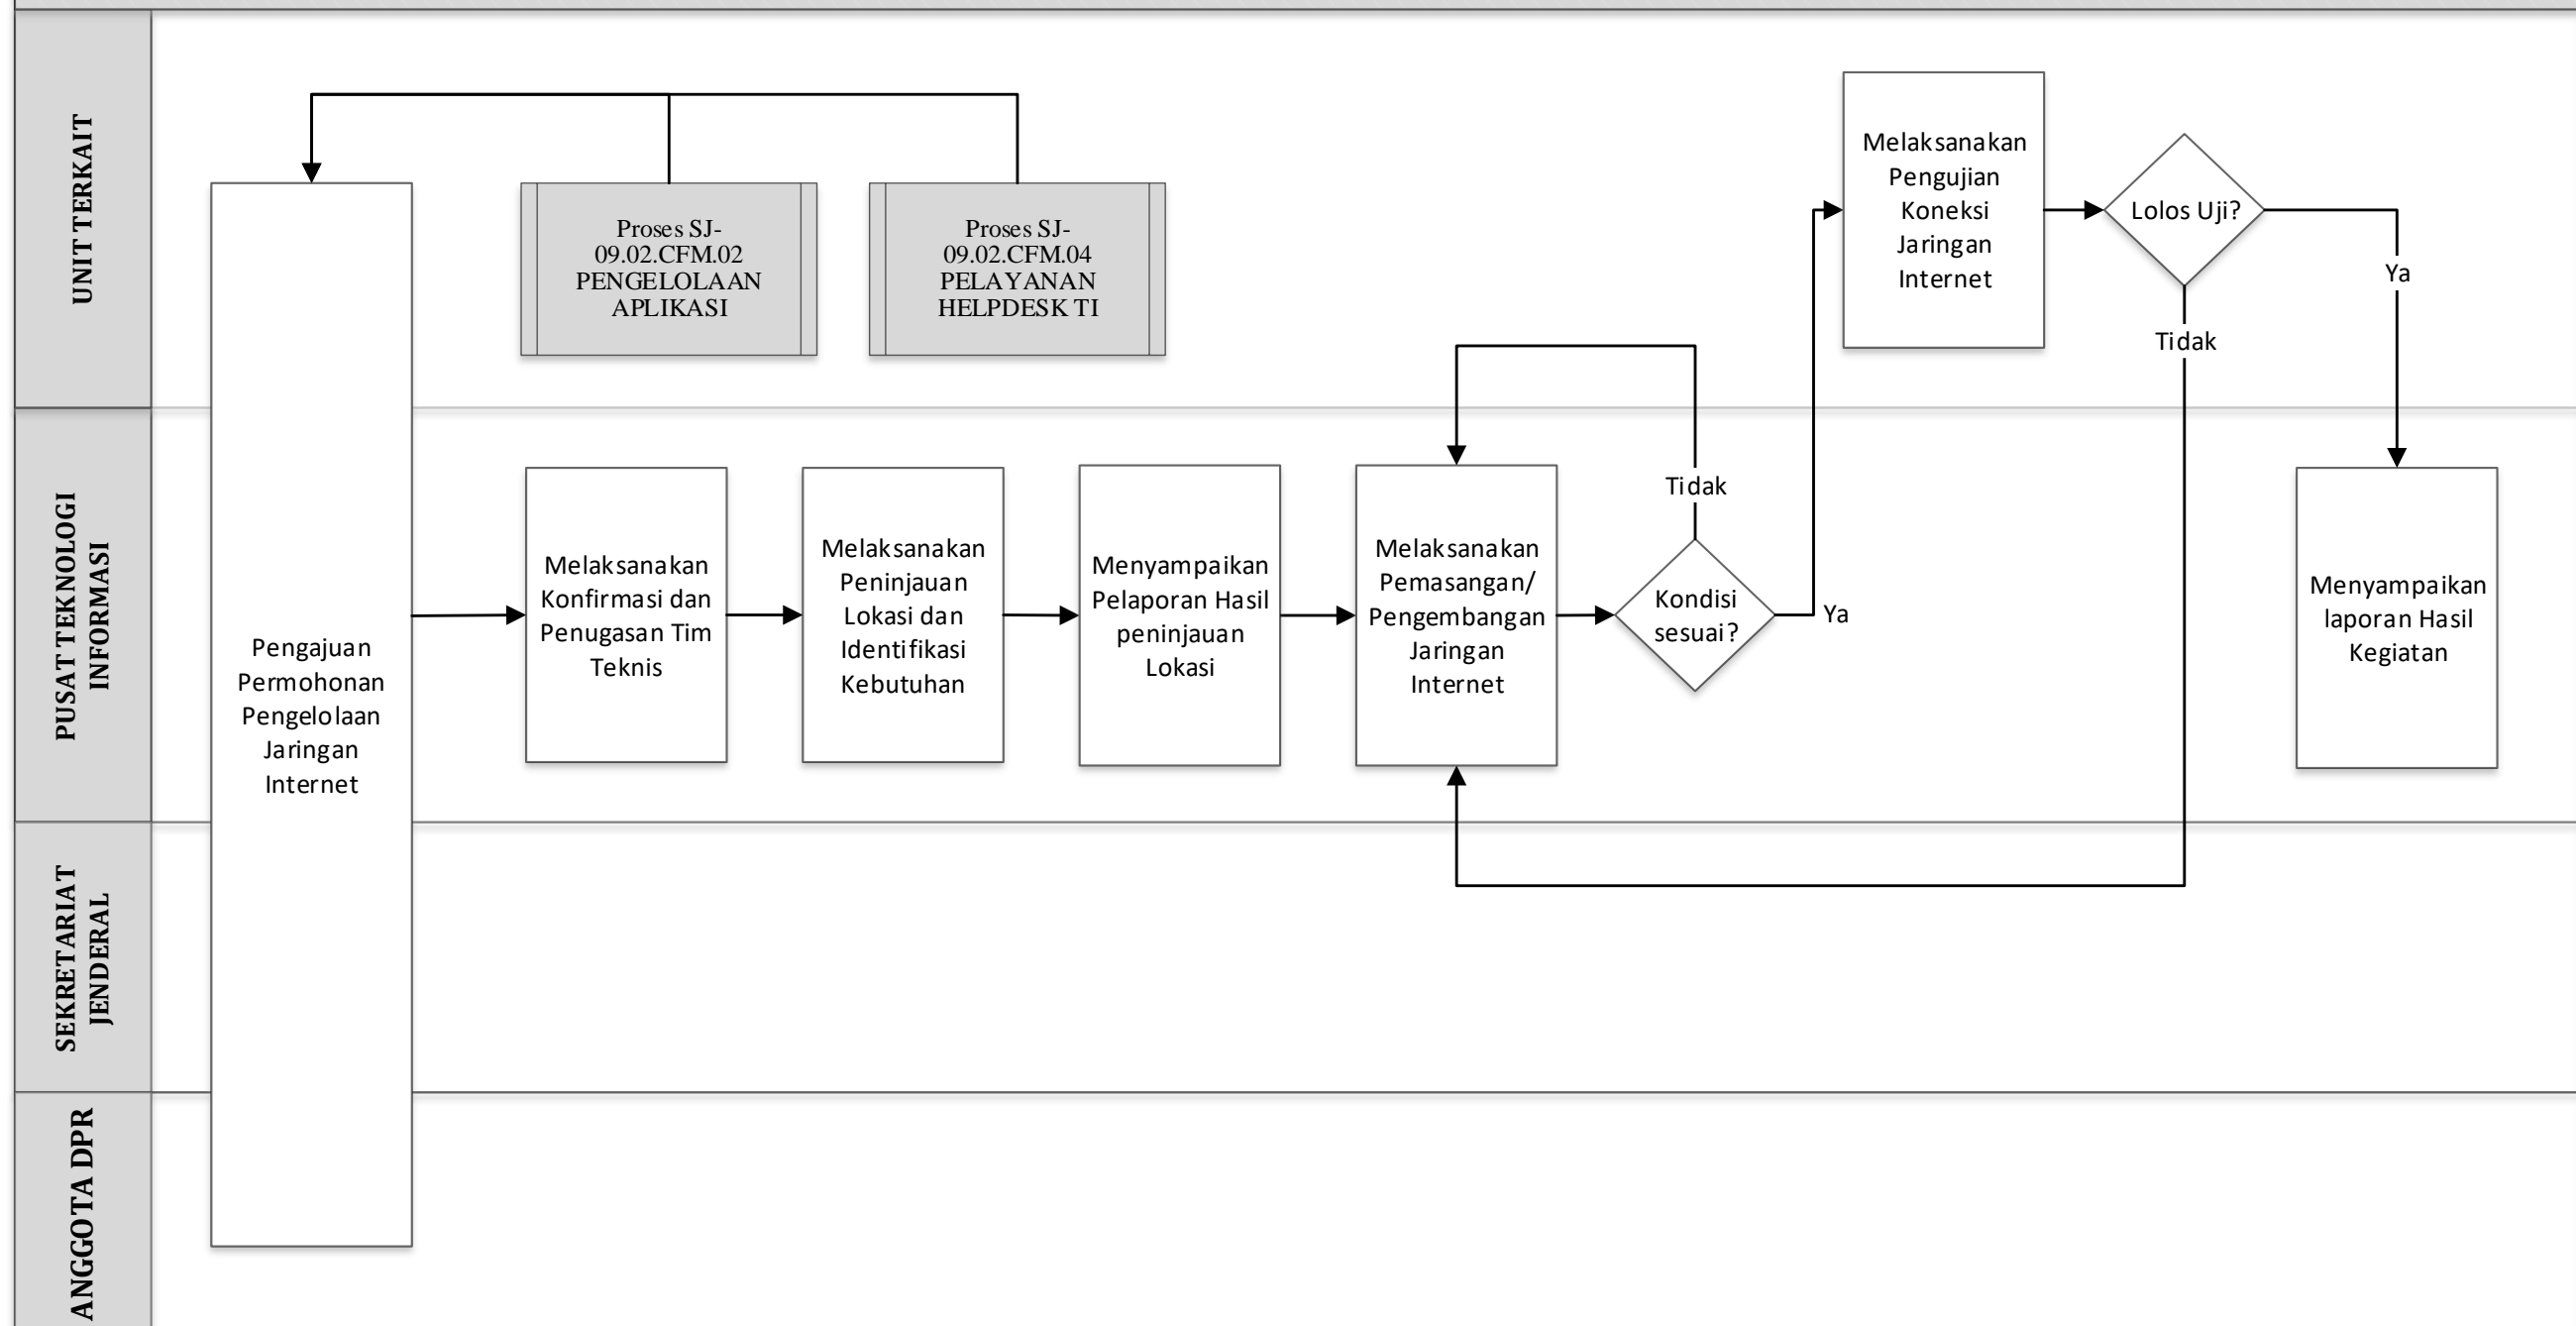 UNIT TERKAIT
Proses SJ-
09.02.CFM.02
PENGELOLAAN
APLIKASI
Proses SJ-
09.02.CFM.04
PELAYANAN
HELPDESK TI
Melaksanakan
Pengujian
Koneksi
Jaringan
Internet
Lolos Uji?
Ya
Tidak
PUSAT TEKNOLOGI
INFORMASI
Pengajuan
Permohonan
Pengelolaan
Jaringan
Internet
Melaksanakan
Konfirmasi dan
Penugasan Tim
Teknis
Melaksanakan
Peninjauan
Lokasi dan
Identifikasi
Kebutuhan
Menyampaikan
Pelaporan Hasil
peninjauan
Lokasi
Melaksanakan
Pemasangan/
Pengembangan
Jaringan
Internet
Tidak
Kondisi
sesuai?
Ya
Menyampaikan
laporan Hasil
Kegiatan
SEKRETARIAT
JENDERAL
ANGGOTA DPR